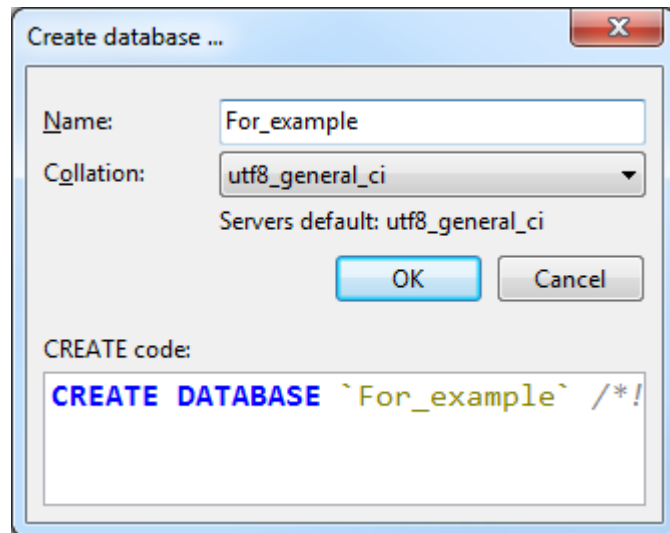 Create database ...
Name: For_example
Collation: utf8_general_ci
Servers default: utf8_general_ci
OK Cancel
CREATE code:
CREATE DATABASE `For_example` /*!